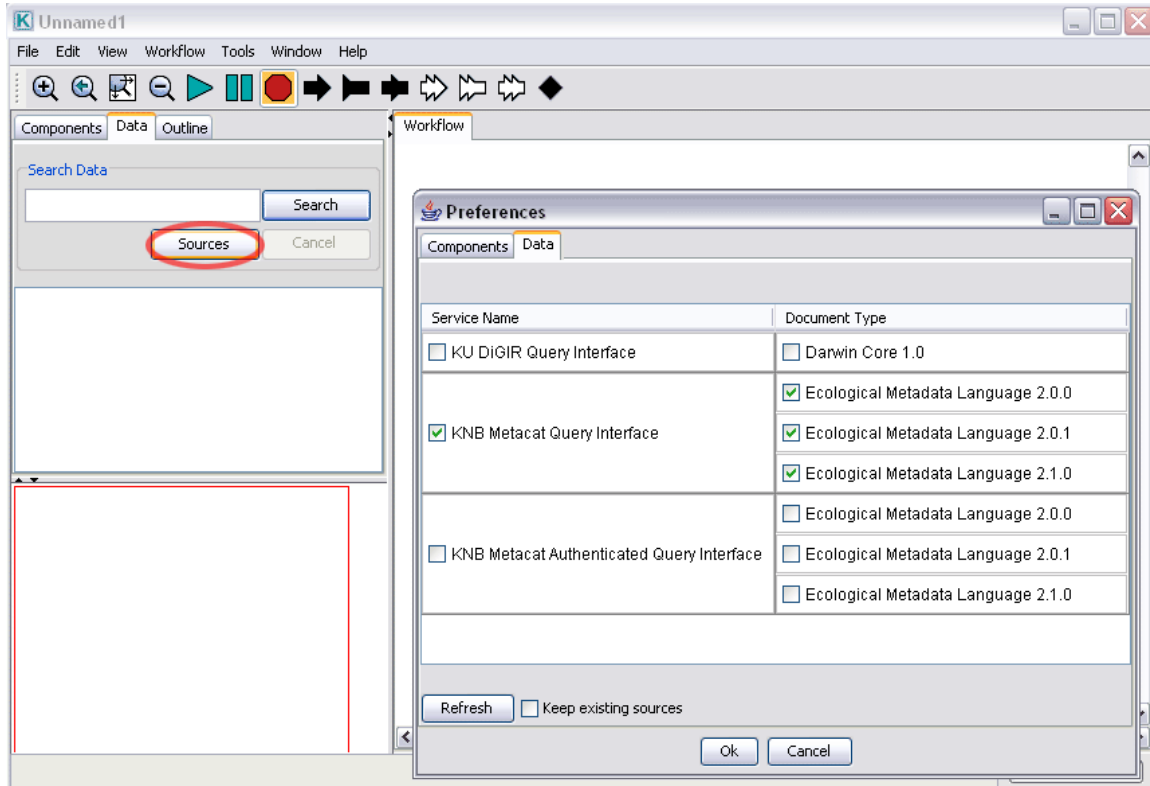 K Unnamed1
File Edit View Workflow Tools Window Help
Components Data Outline
Workflow
Search Data
Search
Sources Cancel
Preferences
Components Data
Service Name Document Type
KU DiGIR Query Interface Darwin Core 1.0
Ecological Metadata Language 2.0.0
KNB Metacat Query Interface Ecological Metadata Language 2.0.1
Ecological Metadata Language 2.1.0
Ecological Metadata Language 2.0.0
KNB Metacat Authenticated Query Interface Ecological Metadata Language 2.0.1
Ecological Metadata Language 2.1.0
Refresh Keep existing sources
Ok Cancel